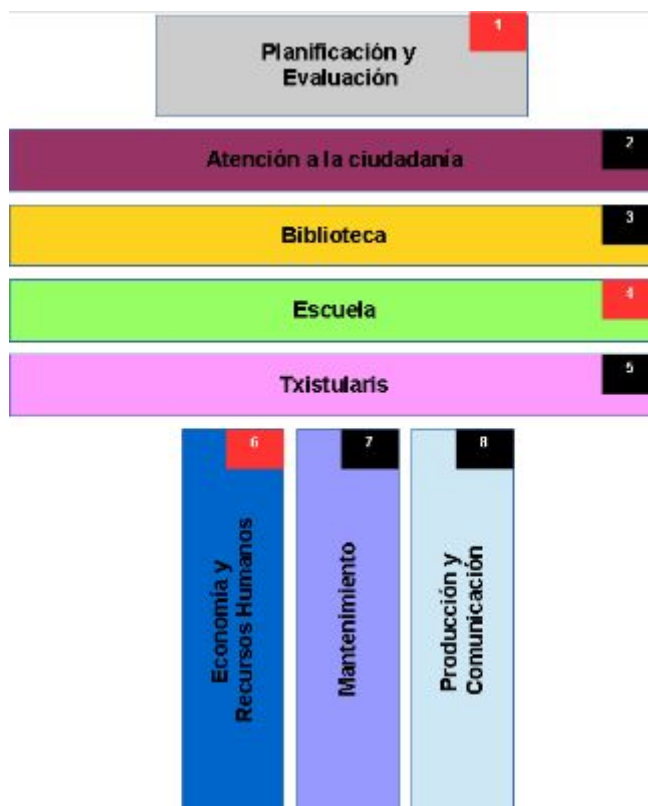 1
Planificación y
Evaluación
2
Atención a la ciudadanía
3
Biblioteca
4
Escuela
5
Txistularis
6
Economía y
Recursos Humanos
7
Mantenimiento
8
Producción y
Comunicación